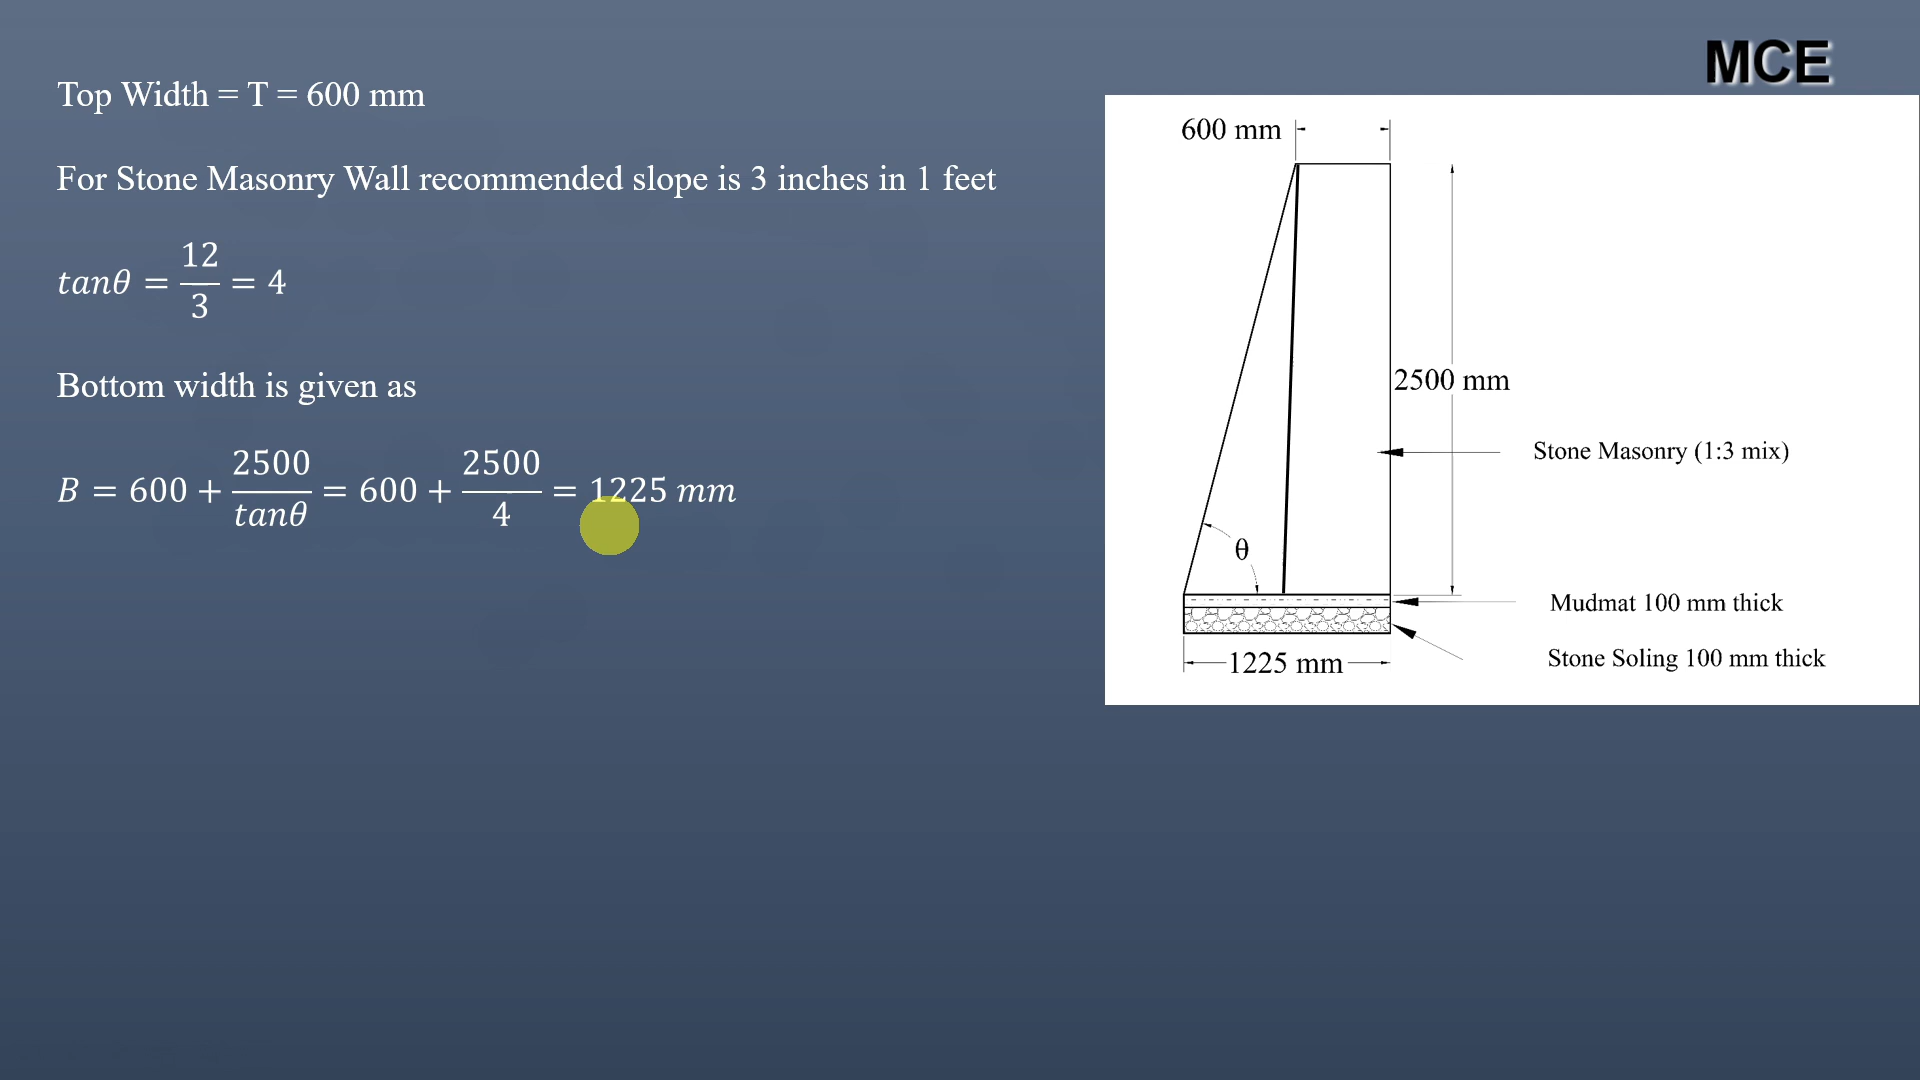 MCE
Top Width = T = 600 mm
For Stone Masonry Wall recommended slope is 3 inches in 1 feet
tanθ = 12/3 = 4
Bottom width is given as
B = 600 + 2500/tanθ = 600 + 2500/4 = 1225 mm
600 mm
2500 mm
Stone Masonry (1:3 mix)
θ
Mudmat 100 mm thick
Stone Soling 100 mm thick
1225 mm